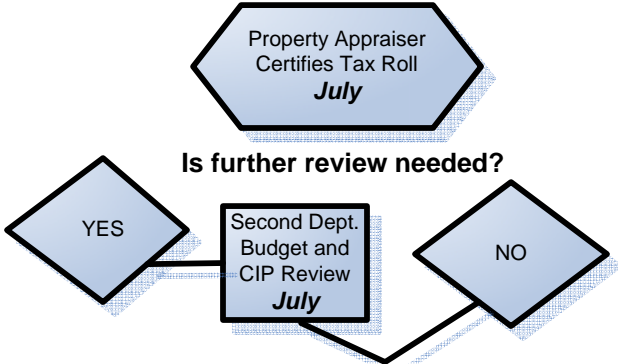 Property Appraiser
Certifies Tax Roll
July
Is further review needed?
YES
Second Dept.
Budget and
CIP Review
July
NO